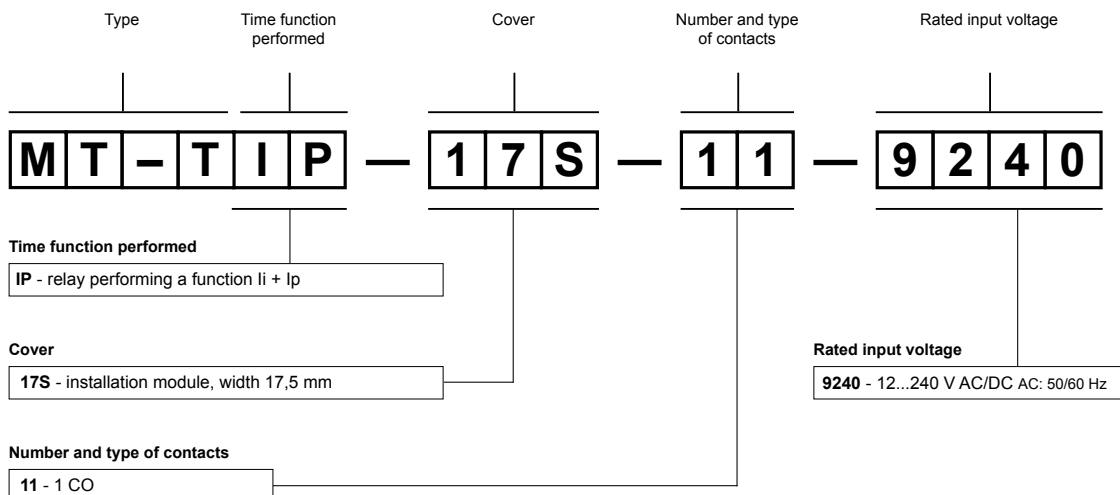 Type
Time function
performed
Cover
Number and type
of contacts
Rated input voltage
MT–TIP — 17S — 11 — 9240
Time function performed
IP - relay performing a function Ii + Ip
Cover
17S - installation module, width 17,5 mm
Rated input voltage
9240 - 12...240 V AC/DC AC: 50/60 Hz
Number and type of contacts
11 - 1 CO